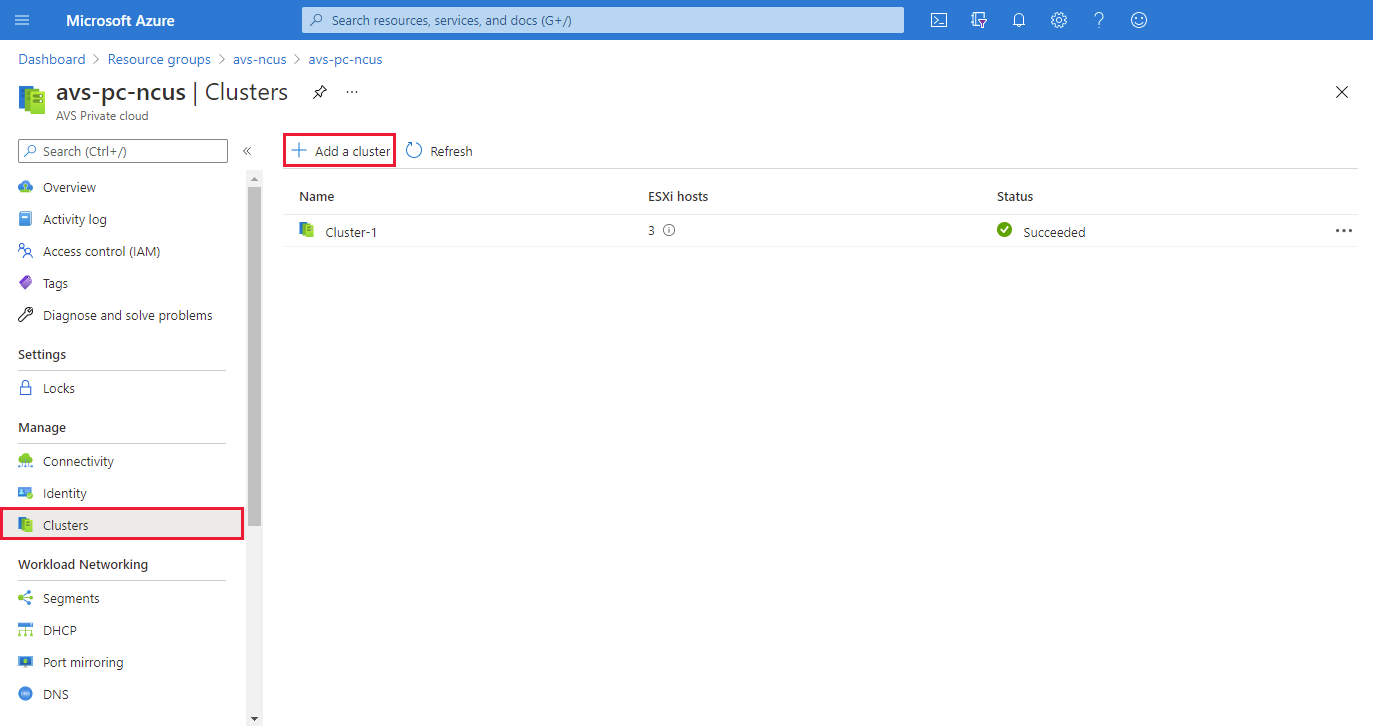 Microsoft Azure
Search resources, services, and docs (G+/)
Dashboard > Resource groups > avs-ncus > avs-pc-ncus
avs-pc-ncus | Clusters
AVS Private cloud
Search (Ctrl+/)
Overview
Activity log
Access control (IAM)
Tags
Diagnose and solve problems
Settings
Locks
Manage
Connectivity
Identity
Clusters
Workload Networking
Segments
DHCP
Port mirroring
DNS
Add a cluster Refresh
Name ESXi hosts Status
Cluster-1 3 Succeeded